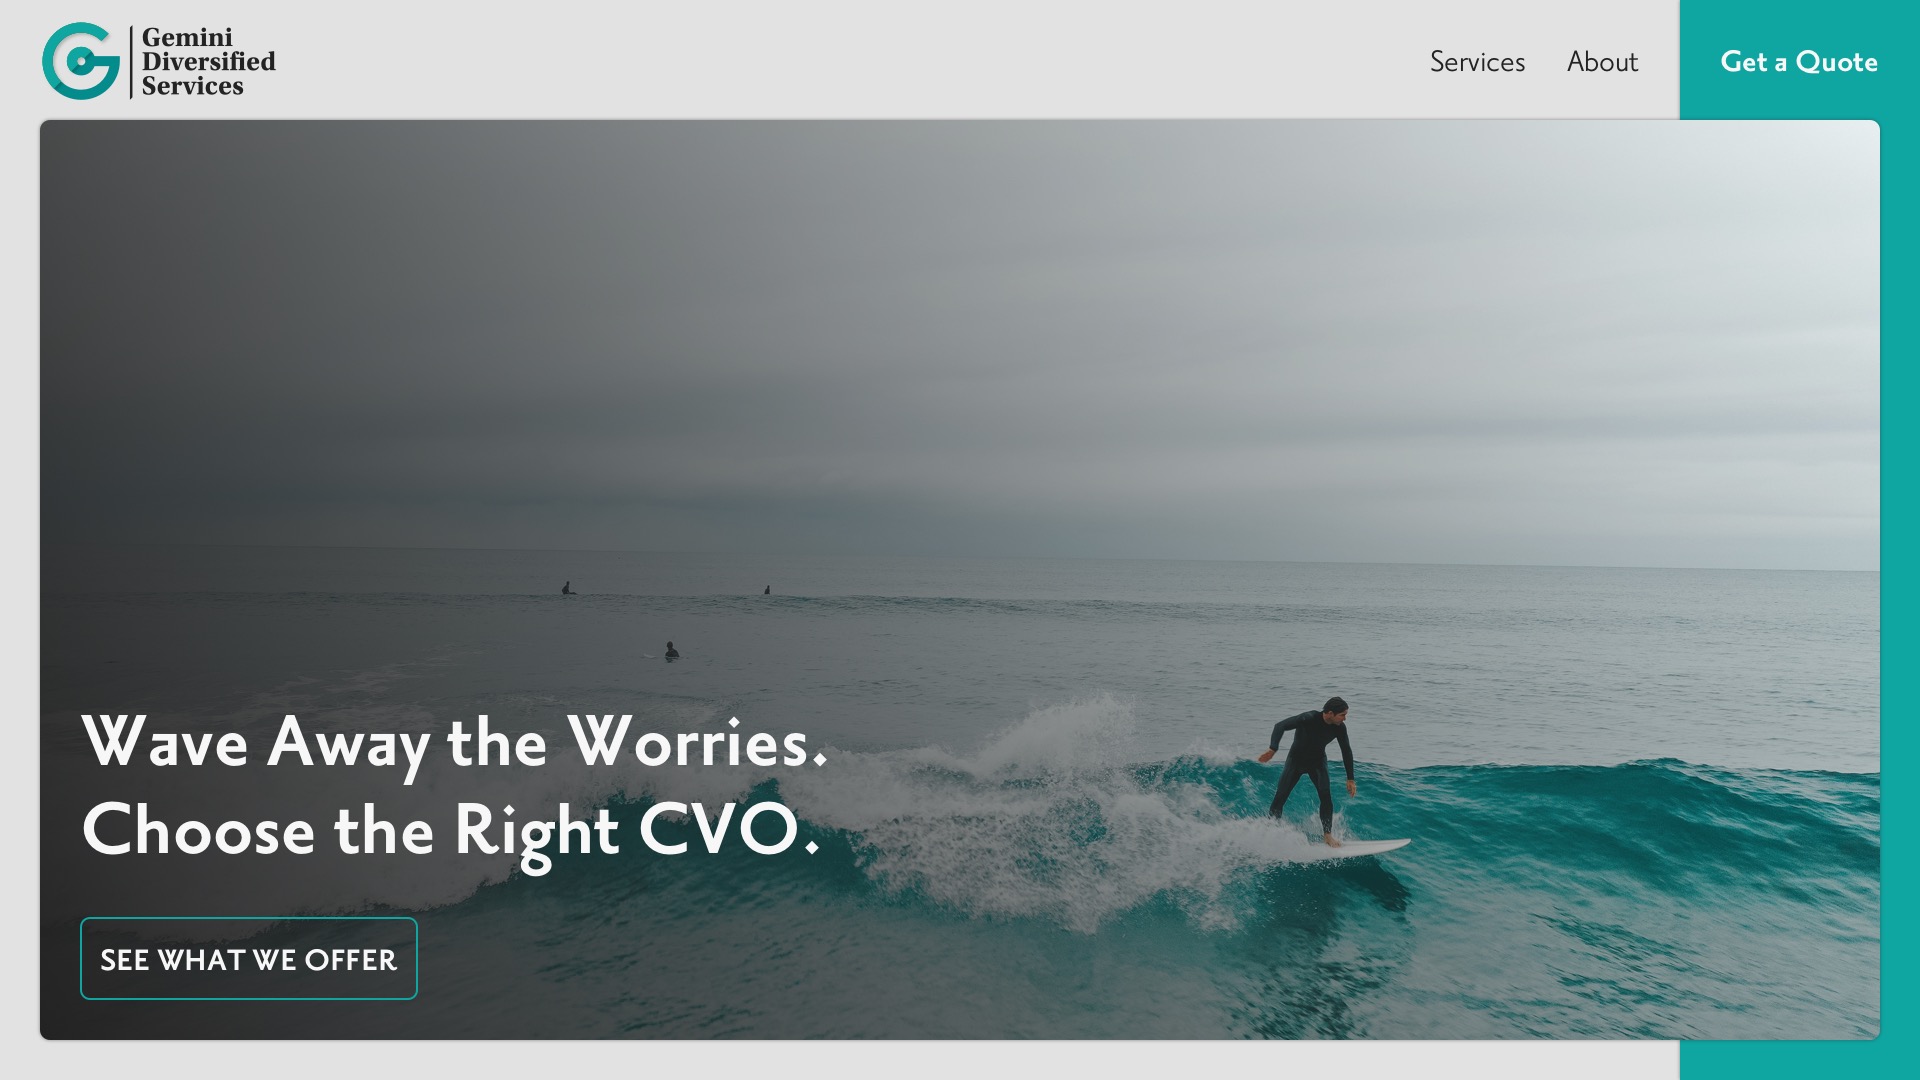 Gemini
Diversified
Services
Services
About
Get a Quote
Wave Away the Worries.
Choose the Right CVO.
SEE WHAT WE OFFER